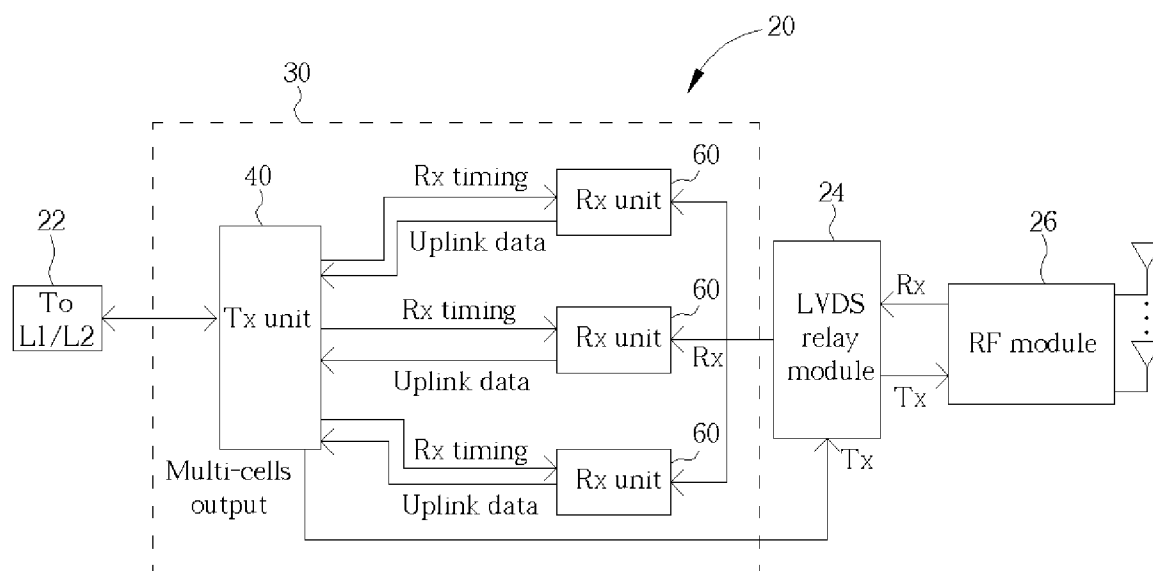 20
30
60
40
Rx timing
Rx unit
24
22
Uplink data
26
60
To
L1/L2
Tx unit
Rx timing
Rx unit
LVDS
relay
module
Rx
RF module
Rx
Uplink data
Tx
60
Rx timing
Rx unit
Tx
Multi-cells
output
Uplink data